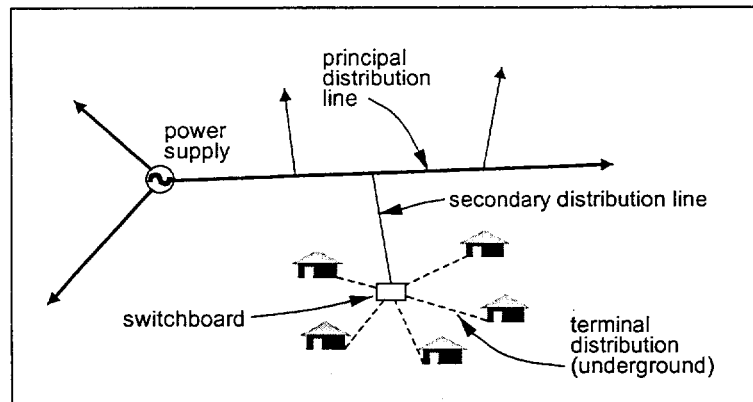 principal
distribution
line
power
supply
secondary distribution line
switchboard
terminal
distribution
(underground)